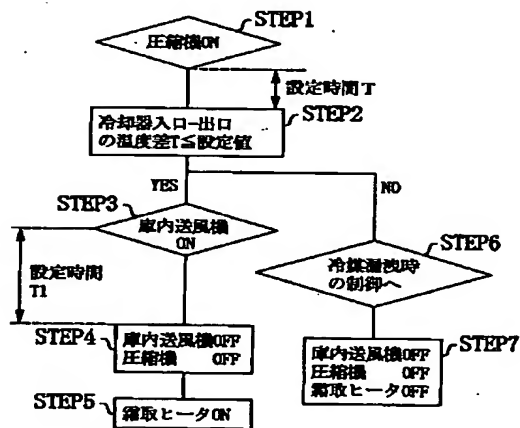 STEP1
圧縮機ON
設定時間T
STEP2
冷却器入口-出口
の温度差T≦設定値
YES
NO
STEP3
庫内送風機
ON
設定時間
T1
STEP6
冷媒漏洩時
の制御へ
STEP4
庫内送風機OFF
圧縮機 OFF
STEP7
庫内送風機OFF
圧縮機 OFF
霜取ヒータOFF
STEP5
霜取ヒータON